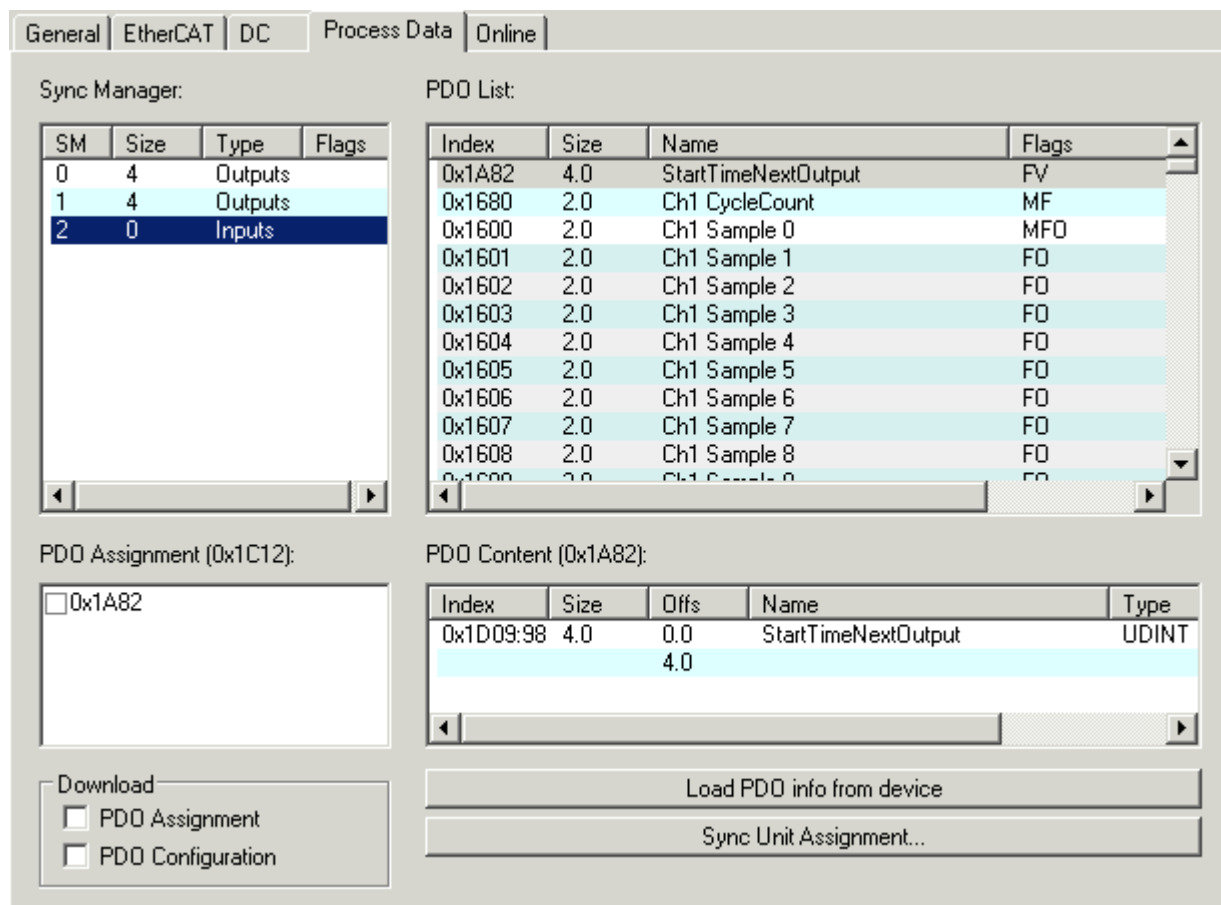 General EtherCAT DC Process Data Online
Sync Manager:
SM Size Type Flags
0 4 Outputs
1 4 Outputs
2 0 Inputs
PDO List:
Index Size Name Flags
0x1A82 4.0 StartTimeNextOutput FV
0x1680 2.0 Ch1 CycleCount MF
0x1600 2.0 Ch1 Sample 0 MFO
0x1601 2.0 Ch1 Sample 1 FO
0x1602 2.0 Ch1 Sample 2 FO
0x1603 2.0 Ch1 Sample 3 FO
0x1604 2.0 Ch1 Sample 4 FO
0x1605 2.0 Ch1 Sample 5 FO
0x1606 2.0 Ch1 Sample 6 FO
0x1607 2.0 Ch1 Sample 7 FO
0x1608 2.0 Ch1 Sample 8 FO
PDO Assignment (0x1C12):
0x1A82
PDO Content (0x1A82):
Index Size Offs Name Type
0x1D09:98 4.0 0.0 StartTimeNextOutput UDINT
4.0
Download
PDO Assignment
PDO Configuration
Load PDO info from device
Sync Unit Assignment...